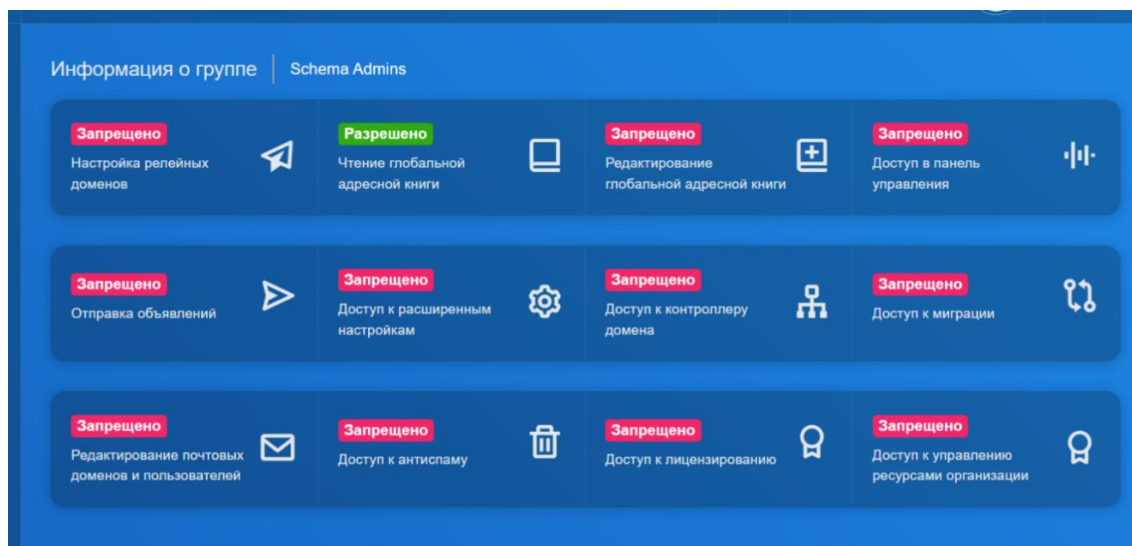 Информация о группе
Schema Admins
Запрещено
Настройка релейных
доменов
Разрешено
Чтение глобальной
адресной книги
Запрещено
Редактирование
глобальной адресной книги
Запрещено
Доступ в панель
управления
Запрещено
Отправка объявлений
Запрещено
Доступ к расширенным
настройкам
Запрещено
Доступ к контроллеру
домена
Запрещено
Доступ к миграции
Запрещено
Редактирование почтовых
доменов и пользователей
Запрещено
Доступ к антиспаму
Запрещено
Доступ к лицензированию
Запрещено
Доступ к управлению
ресурсами организации